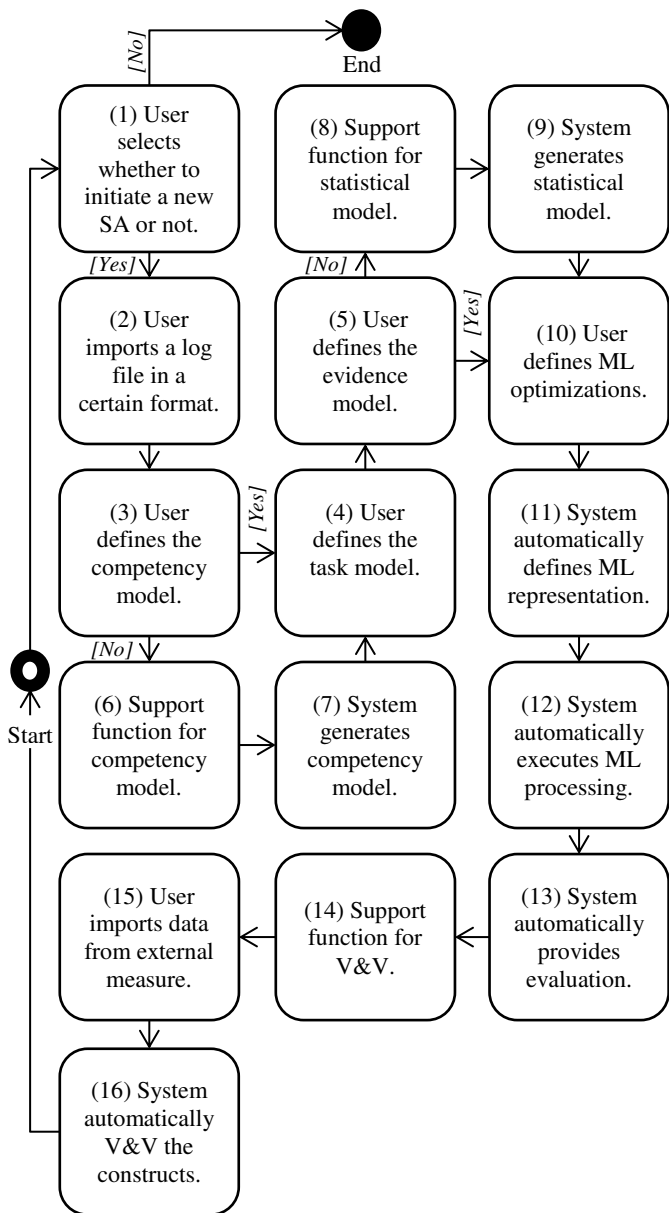 [No]
End
(1) User
selects
whether to
initiate a new
SA or not.
(8) Support
function for
statistical
model.
(9) System
generates
statistical
model.
[Yes]
[No]
[Yes]
(2) User
imports a log
file in a
certain format.
(5) User
defines the
evidence
model.
(10) User
defines ML
optimizations.
(3) User
defines the
competency
model.
[Yes]
(4) User
defines the
task model.
(11) System
automatically
defines ML
representation.
[No]
Start
(6) Support
function for
competency
model.
(7) System
generates
competency
model.
(12) System
automatically
executes ML
processing.
(15) User
imports data
from external
measure.
(14) Support
function for
V&V.
(13) System
automatically
provides
evaluation.
(16) System
automatically
V&V the
constructs.